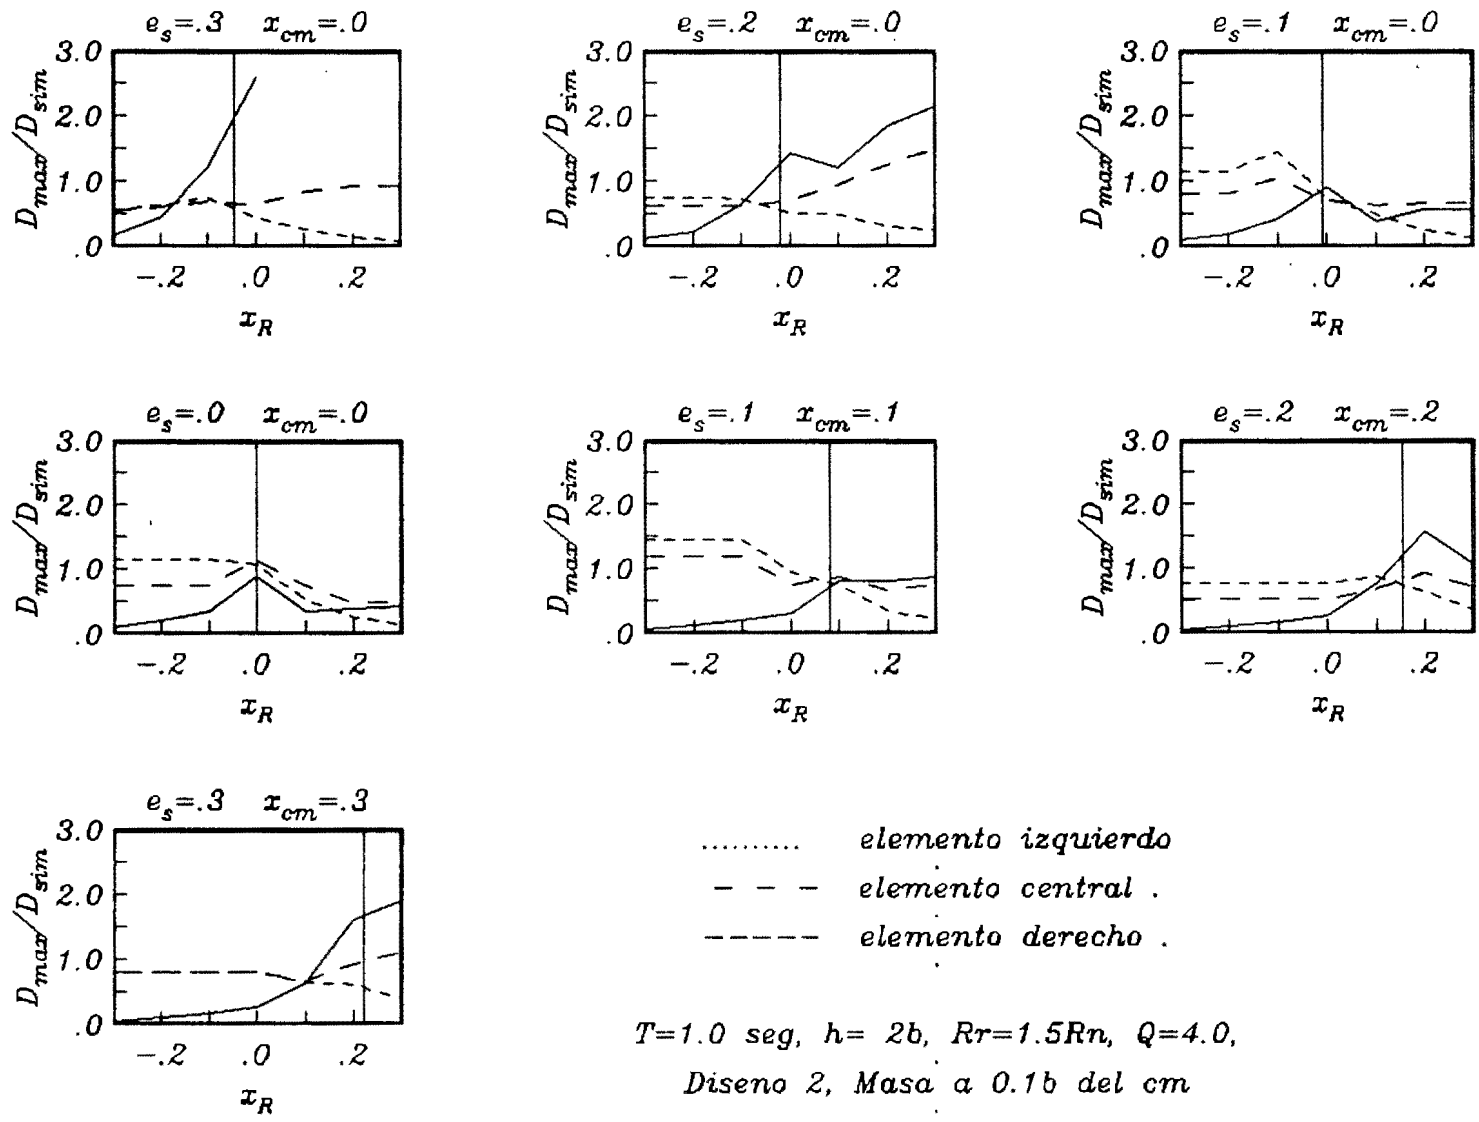 e_s=.3 x_cm=.0
3.0
2.0
1.0
.0
D_max/D_sim
-.2 .0 .2
x_R
e_s=.2 x_cm=.0
3.0
2.0
1.0
.0
D_max/D_sim
-.2 .0 .2
x_R
e_s=.1 x_cm=.0
3.0
2.0
1.0
.0
D_max/D_sim
-.2 .0 .2
x_R
e_s=.0 x_cm=.0
3.0
2.0
1.0
.0
D_max/D_sim
-.2 .0 .2
x_R
e_s=.1 x_cm=.1
3.0
2.0
1.0
.0
D_max/D_sim
-.2 .0 .2
x_R
e_s=.2 x_cm=.2
3.0
2.0
1.0
.0
D_max/D_sim
-.2 .0 .2
x_R
e_s=.3 x_cm=.3
3.0
2.0
1.0
.0
D_max/D_sim
-.2 .0 .2
x_R
elemento izquierdo
elemento central .
elemento derecho .
T=1.0 seg, h= 2b, Rr=1.5Rn, Q=4.0,
Diseno 2, Masa a 0.1b del cm